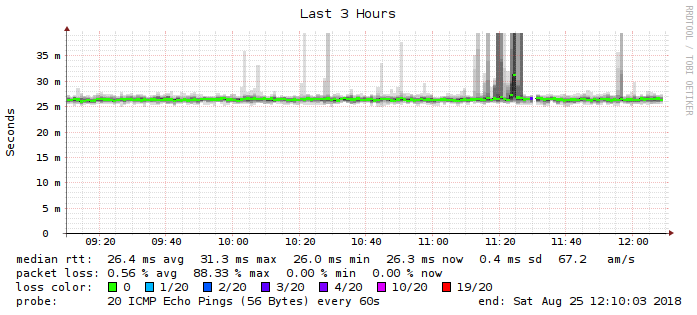 Last 3 Hours
RRDTOOL / TOBI OETIKER
Seconds
35 m
30 m
25 m
20 m
15 m
10 m
5 m
0
09:20 09:40 10:00 10:20 10:40 11:00 11:20 11:40 12:00
median rtt: 26.4 ms avg 31.3 ms max 26.0 ms min 26.3 ms now 0.4 ms sd 67.2 am/s
packet loss: 0.56 % avg 88.33 % max 0.00 % min 0.00 % now
loss color: 0 1/20 2/20 3/20 4/20 10/20 19/20
probe: 20 ICMP Echo Pings (56 Bytes) every 60s end: Sat Aug 25 12:10:03 2018